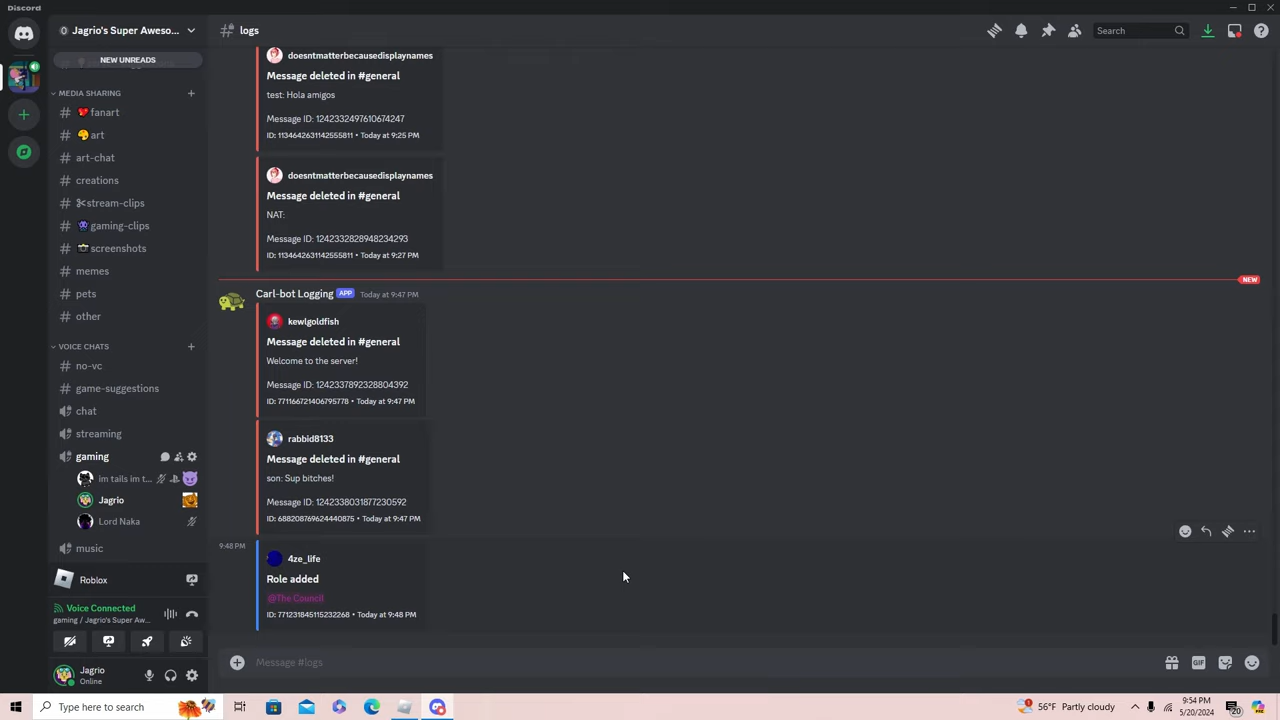 Discord
Jagrio's Super Aweso...
logs
Search
NEW UNREADS
MEDIA SHARING
fanart
art
art-chat
creations
stream-clips
gaming-clips
screenshots
memes
pets
other
VOICE CHATS
no-vc
game-suggestions
chat
streaming
gaming
im tails im t...
Jagrio
Lord Naka
music
Roblox
Voice Connected
gaming / Jagrio's Super Aw...
Jagrio
Online
doesntmatterbecausedisplaynames
Message deleted in #general
test: Hola amigos
Message ID: 1242332497610674247
ID: 1134642631142555811 • Today at 9:25 PM
doesntmatterbecausedisplaynames
Message deleted in #general
NAT:
Message ID: 1242332828948234293
ID: 1134642631142555811 • Today at 9:27 PM
NEW
Carl-bot Logging APP Today at 9:47 PM
kewlgoldfish
Message deleted in #general
Welcome to the server!
Message ID: 1242337892328804392
ID: 771166721406795778 • Today at 9:47 PM
rabbid8133
Message deleted in #general
son: Sup bitches!
Message ID: 1242338031877230592
ID: 688208769624440875 • Today at 9:47 PM
9:48 PM
4ze_life
Role added
@The Council
ID: 771231845115232268 • Today at 9:48 PM
Message #logs
GIF
Type here to search
56°F Partly cloudy
9:54 PM
5/20/2024
20